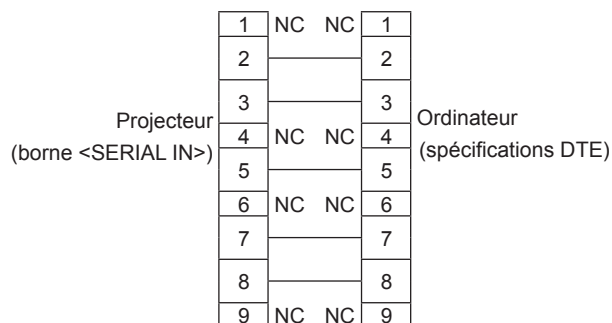 1 NC NC 1
2 2
3 3
Projecteur
(borne <SERIAL IN>)
Ordinateur
(spécifications DTE)
4 NC NC 4
5 5
6 NC NC 6
7 7
8 8
9 NC NC 9